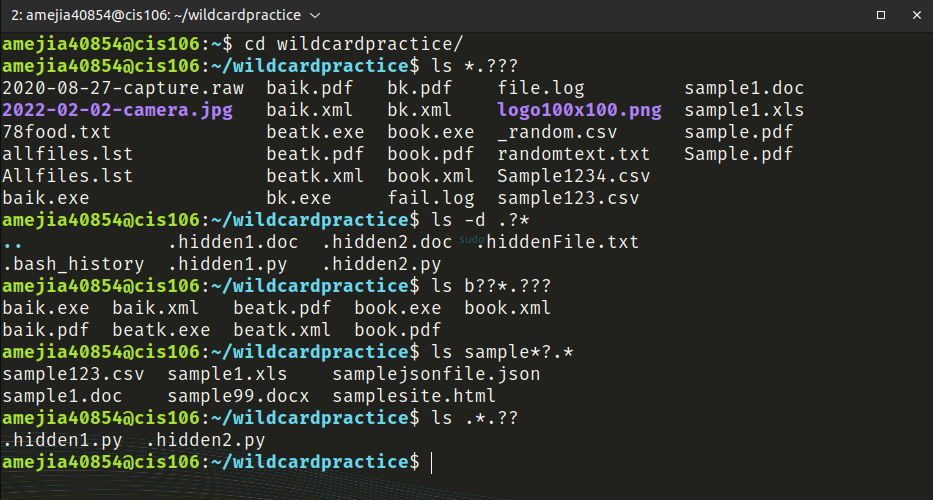 2: amejia40854@cis106: ~/wildcardpractice
amejia40854@cis106:~$ cd wildcardpractice/
amejia40854@cis106:~/wildcardpractice$ ls *.???
2020-08-27-capture.raw  baik.pdf   bk.pdf    file.log         sample1.doc
2022-02-02-camera.jpg   baik.xml   bk.xml    logo100x100.png  sample1.xls
78food.txt              beatk.exe  book.exe  _random.csv      sample.pdf
allfiles.lst            beatk.pdf  book.pdf  randomtext.txt   Sample.pdf
Allfiles.lst            beatk.xml  book.xml  Sample1234.csv
baik.exe                bk.exe     fail.log  sample123.csv
amejia40854@cis106:~/wildcardpractice$ ls -d .?*
..             .hidden1.doc  .hidden2.doc  .hiddenFile.txt
sudo
.bash_history  .hidden1.py   .hidden2.py
amejia40854@cis106:~/wildcardpractice$ ls b??*.???
baik.exe  baik.xml   beatk.pdf  book.exe  book.xml
baik.pdf  beatk.exe  beatk.xml  book.pdf
amejia40854@cis106:~/wildcardpractice$ ls sample*?.*
sample123.csv  sample1.xls    samplejsonfile.json
sample1.doc    sample99.docx  samplesite.html
amejia40854@cis106:~/wildcardpractice$ ls .*.??
.hidden1.py  .hidden2.py
amejia40854@cis106:~/wildcardpractice$